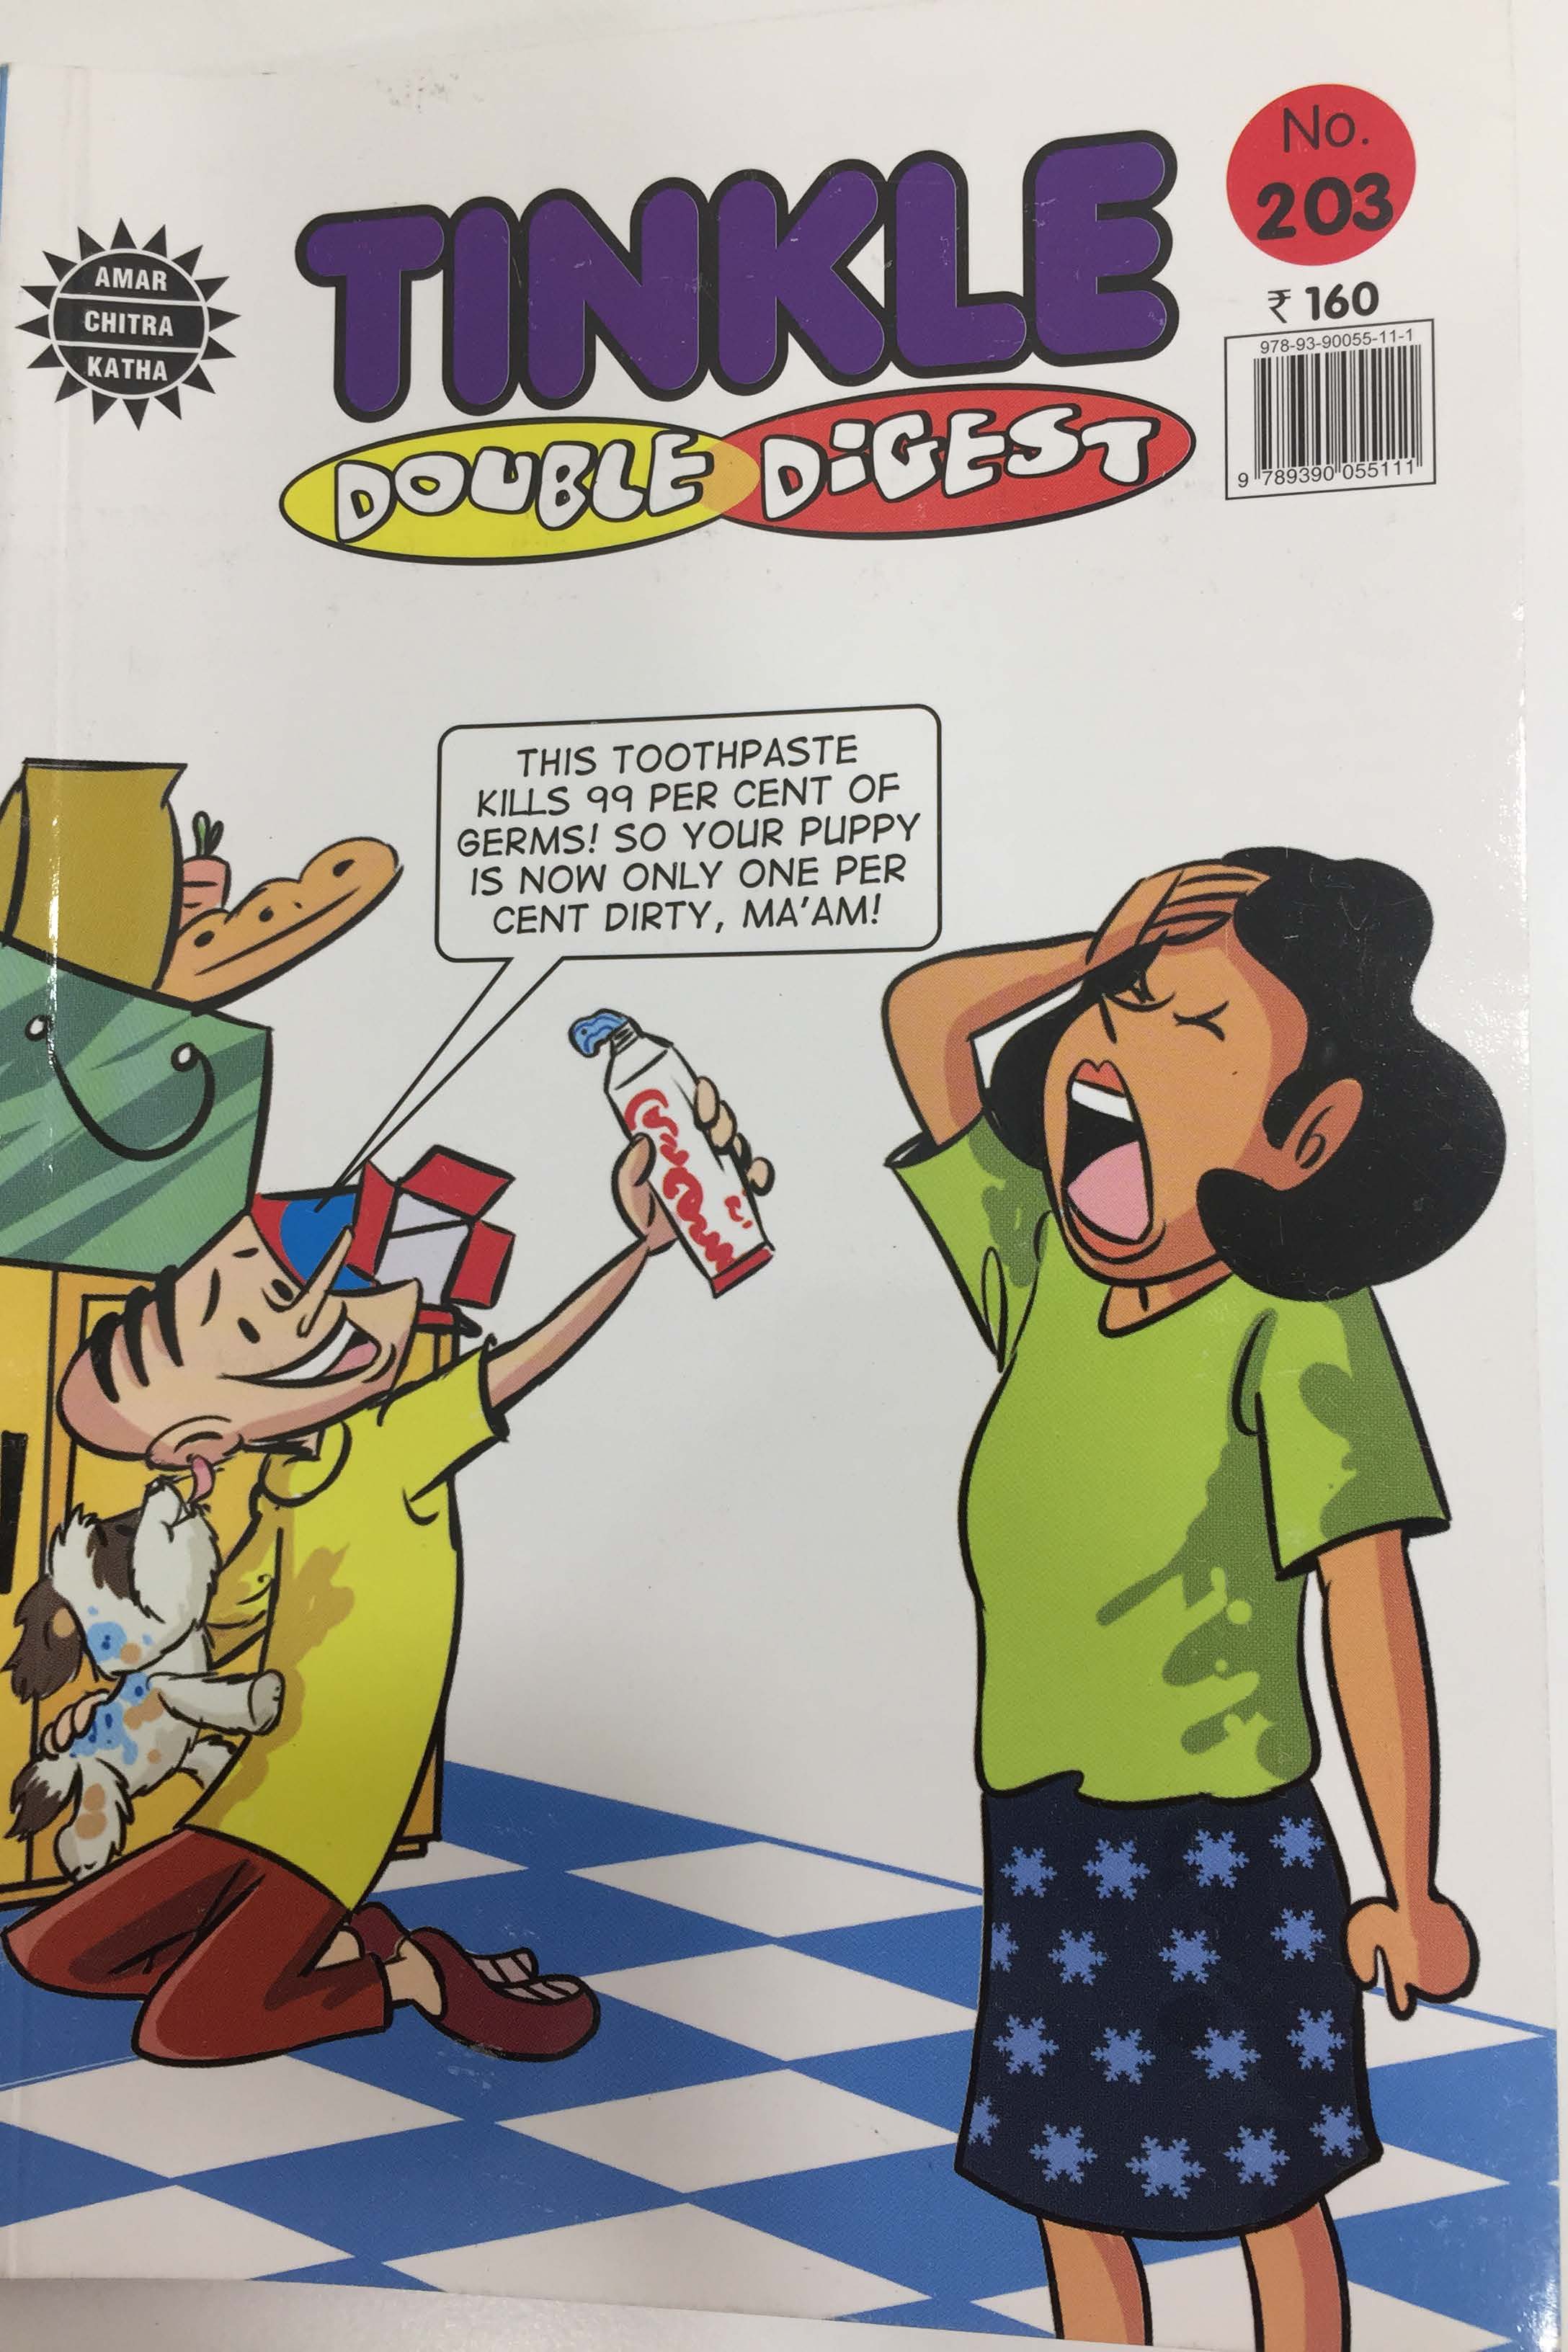 AMAR
CHITRA
KATHA
TINKLE
DOUBLE DiGEST
No.
203
₹ 160
978-93-90055-11-1
9 789390 055111
THIS TOOTHPASTE
KILLS 99 PER CENT OF
GERMS! SO YOUR PUPPY
IS NOW ONLY ONE PER
CENT DIRTY, MA'AM!